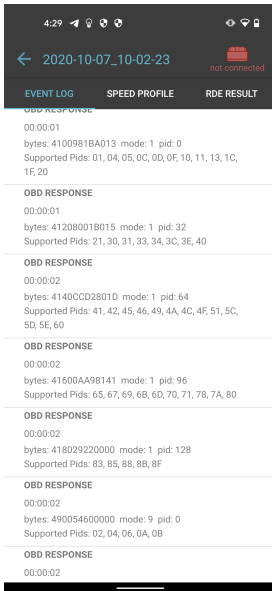 4:29
2020-10-07_10-02-23
not connected
EVENT LOG
SPEED PROFILE
RDE RESULT
OBD RESPONSE
00:00:01
bytes: 4100981BA013 mode: 1 pid: 0
Supported Pids: 01, 04, 05, 0C, 0D, 0F, 10, 11, 13, 1C,
1F, 20
OBD RESPONSE
00:00:01
bytes: 41208001B015 mode: 1 pid: 32
Supported Pids: 21, 30, 31, 33, 34, 3C, 3E, 40
OBD RESPONSE
00:00:02
bytes: 4140CCD2801D mode: 1 pid: 64
Supported Pids: 41, 42, 45, 46, 49, 4A, 4C, 4F, 51, 5C,
5D, 5E, 60
OBD RESPONSE
00:00:02
bytes: 41600AA98141 mode: 1 pid: 96
Supported Pids: 65, 67, 69, 6B, 6D, 70, 71, 78, 7A, 80
OBD RESPONSE
00:00:02
bytes: 418029220000 mode: 1 pid: 128
Supported Pids: 83, 85, 88, 8B, 8F
OBD RESPONSE
00:00:02
bytes: 490054600000 mode: 9 pid: 0
Supported Pids: 02, 04, 06, 0A, 0B
OBD RESPONSE
00:00:02